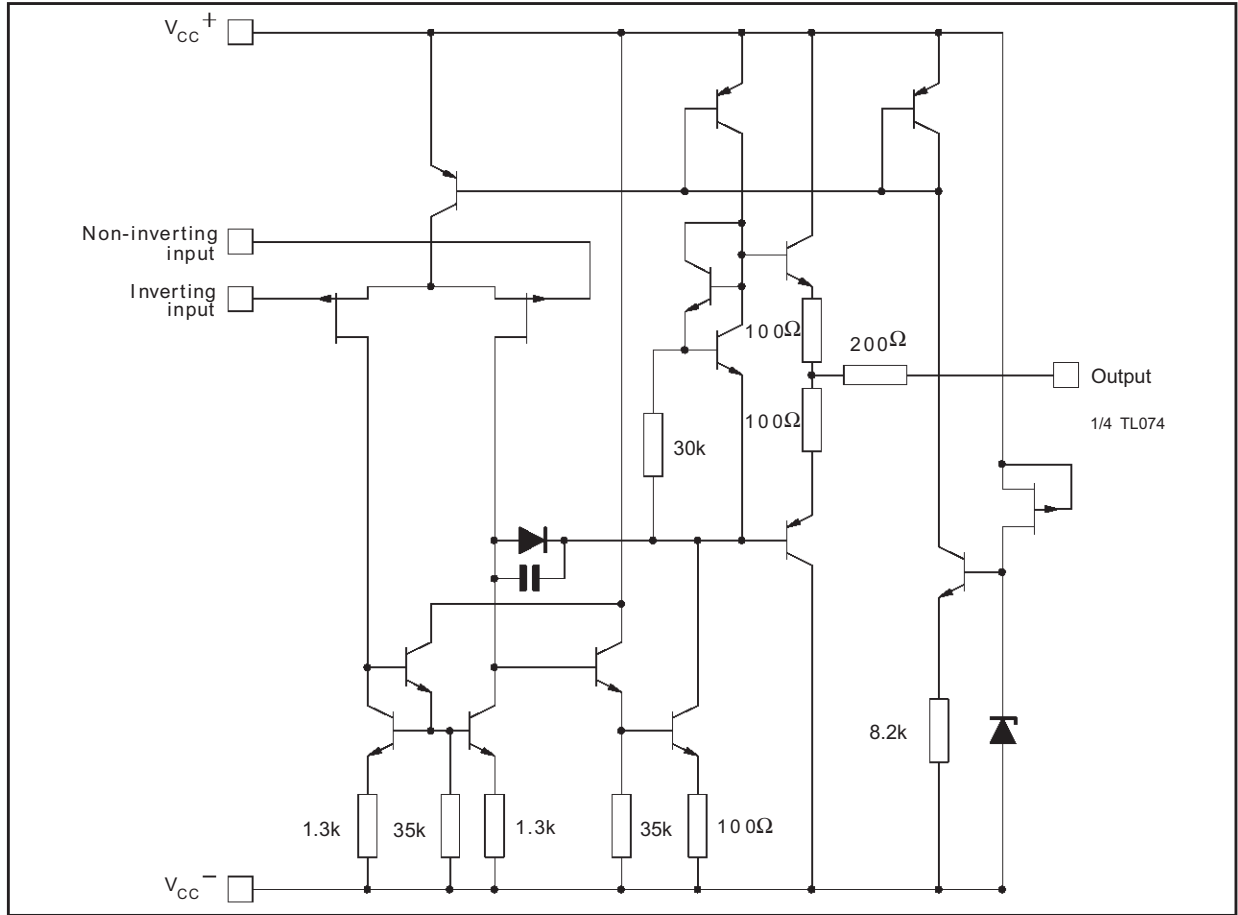 VCC+
Non-inverting
input
Inverting
input
100Ω
200Ω
Output
100Ω
1/4 TL074
30k
8.2k
1.3k
35k
1.3k
35k
100Ω
VCC−